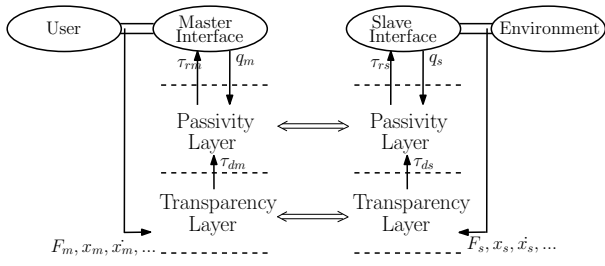 User
Master
Interface
Slave
Interface
Environment
τrm
qm
τrs
qs
Passivity
Layer
Passivity
Layer
τdm
τds
Transparency
Layer
Transparency
Layer
Fm, xm, ẋm, ...
Fs, xs, ẋs, ...